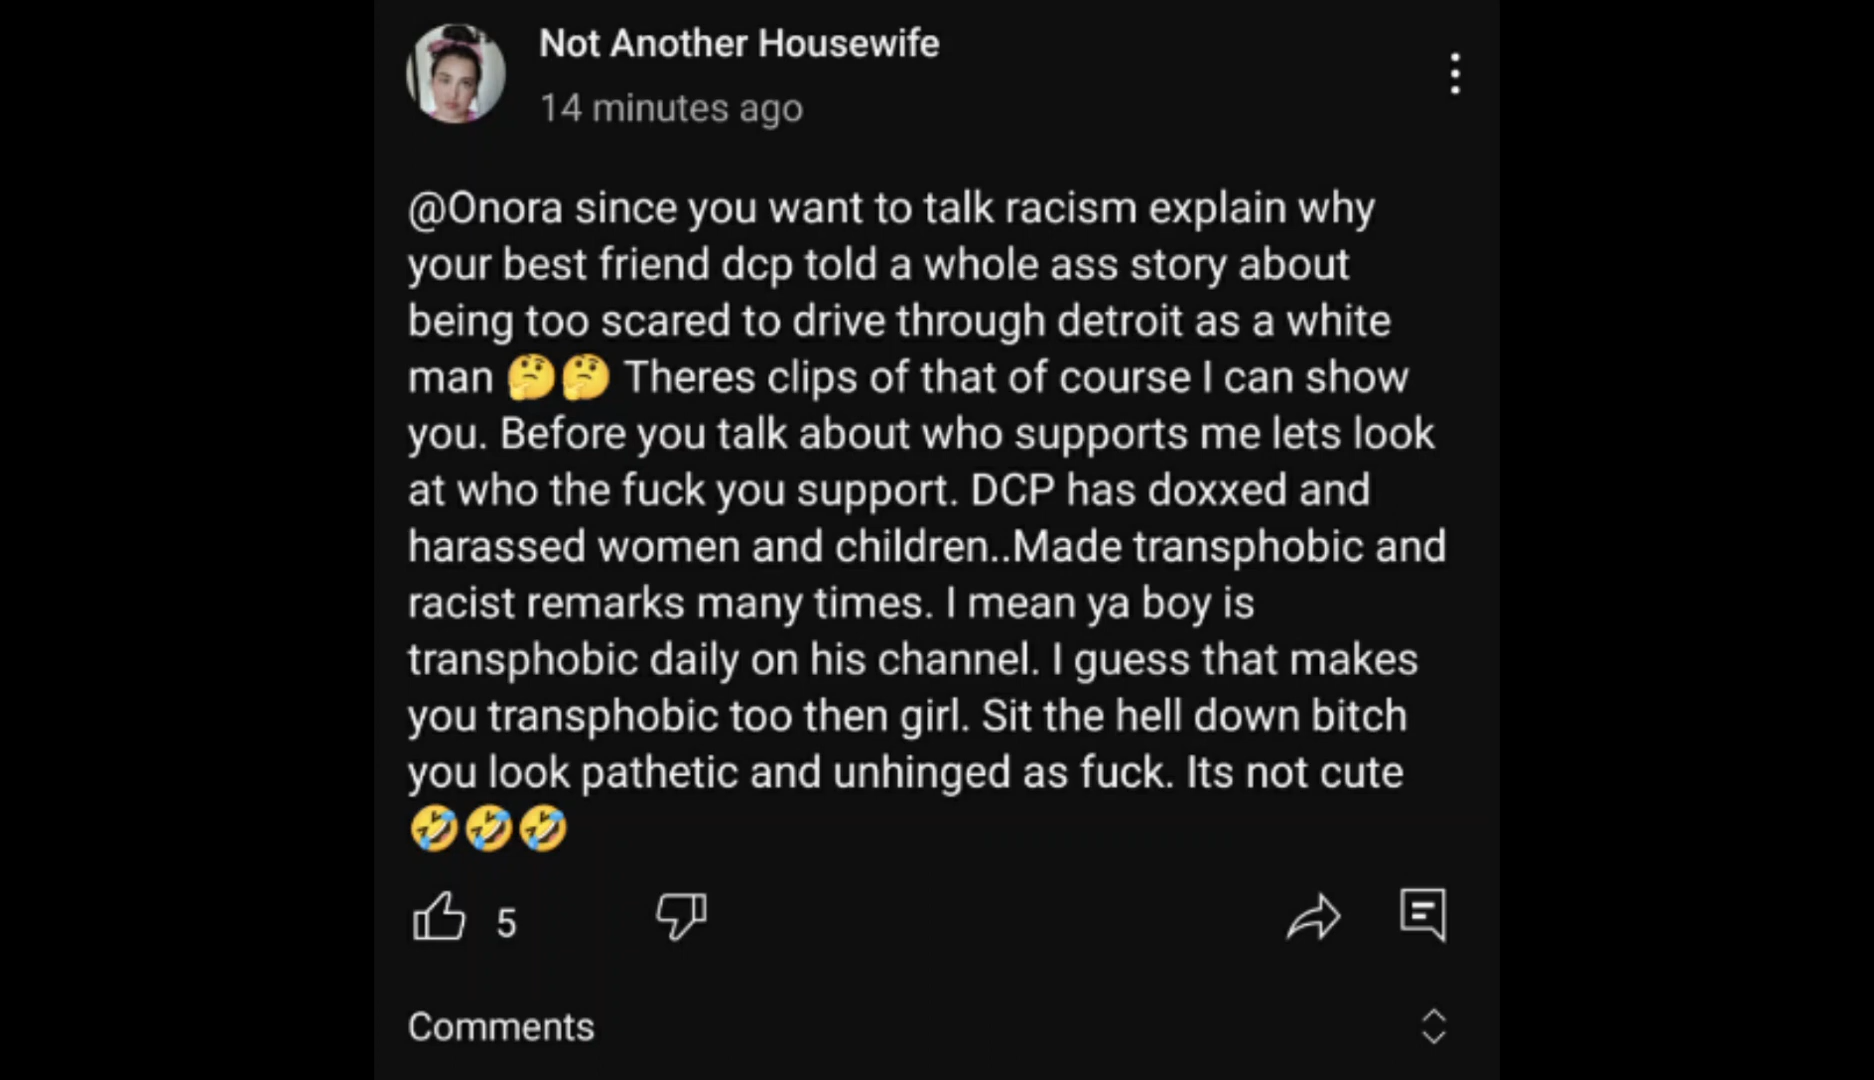 Not Another Housewife
14 minutes ago
@Onora since you want to talk racism explain why
your best friend dcp told a whole ass story about
being too scared to drive through detroit as a white
man 🤔🤔 Theres clips of that of course I can show
you. Before you talk about who supports me lets look
at who the fuck you support. DCP has doxxed and
harassed women and children..Made transphobic and
racist remarks many times. I mean ya boy is
transphobic daily on his channel. I guess that makes
you transphobic too then girl. Sit the hell down bitch
you look pathetic and unhinged as fuck. Its not cute
🤣🤣🤣
5
Comments